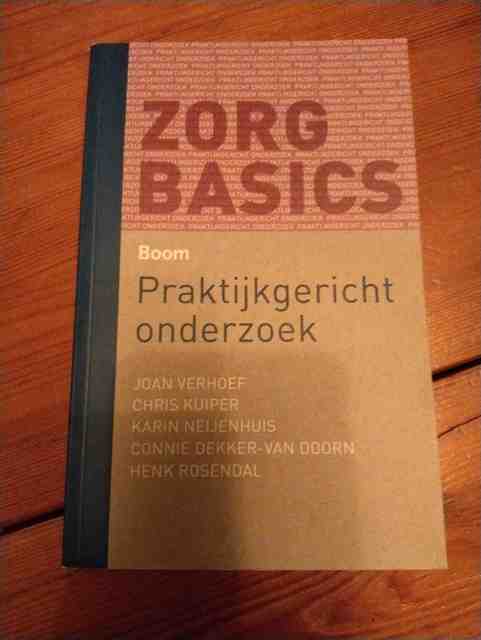 ZORG
BASICS
Boom
Praktijkgericht
onderzoek
JOAN VERHOEF
CHRIS KUIPER
KARIN NEIJENHUIS
CONNIE DEKKER-VAN DOORN
HENK ROSENDAL